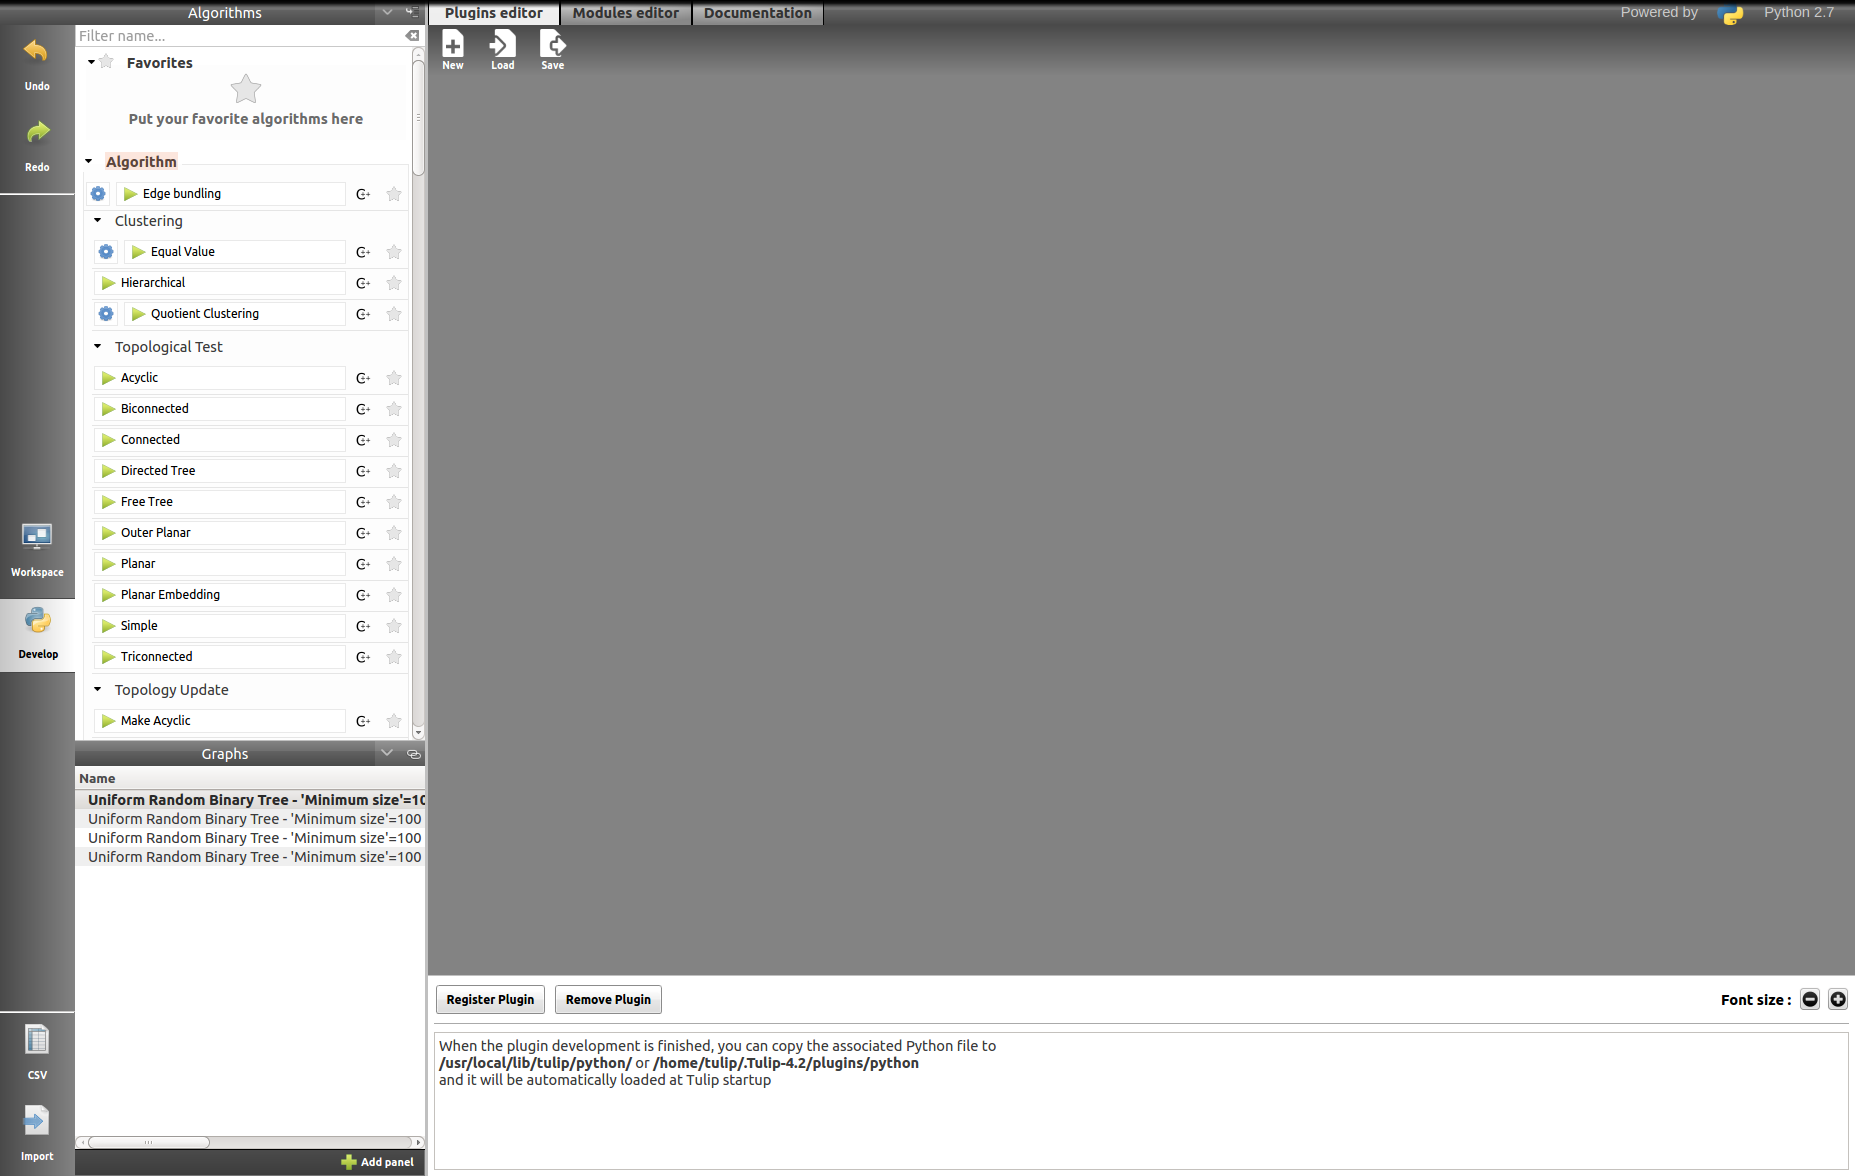 Algorithms
Plugins editor
Modules editor
Documentation
Powered by
Python 2.7
Undo
Redo
Workspace
Develop
CSV
Import
Filter name...
Favorites
Put your favorite algorithms here
Algorithm
Edge bundling
C++
Clustering
Equal Value
C++
Hierarchical
C++
Quotient Clustering
C++
Topological Test
Acyclic
C++
Biconnected
C++
Connected
C++
Directed Tree
C++
Free Tree
C++
Outer Planar
C++
Planar
C++
Planar Embedding
C++
Simple
C++
Triconnected
C++
Topology Update
Make Acyclic
C++
Graphs
Name
Uniform Random Binary Tree - 'Minimum size'=10
Uniform Random Binary Tree - 'Minimum size'=100
Uniform Random Binary Tree - 'Minimum size'=100
Uniform Random Binary Tree - 'Minimum size'=100
Add panel
New
Load
Save
Register Plugin
Remove Plugin
Font size :
When the plugin development is finished, you can copy the associated Python file to
/usr/local/lib/tulip/python/ or /home/tulip/.Tulip-4.2/plugins/python
and it will be automatically loaded at Tulip startup